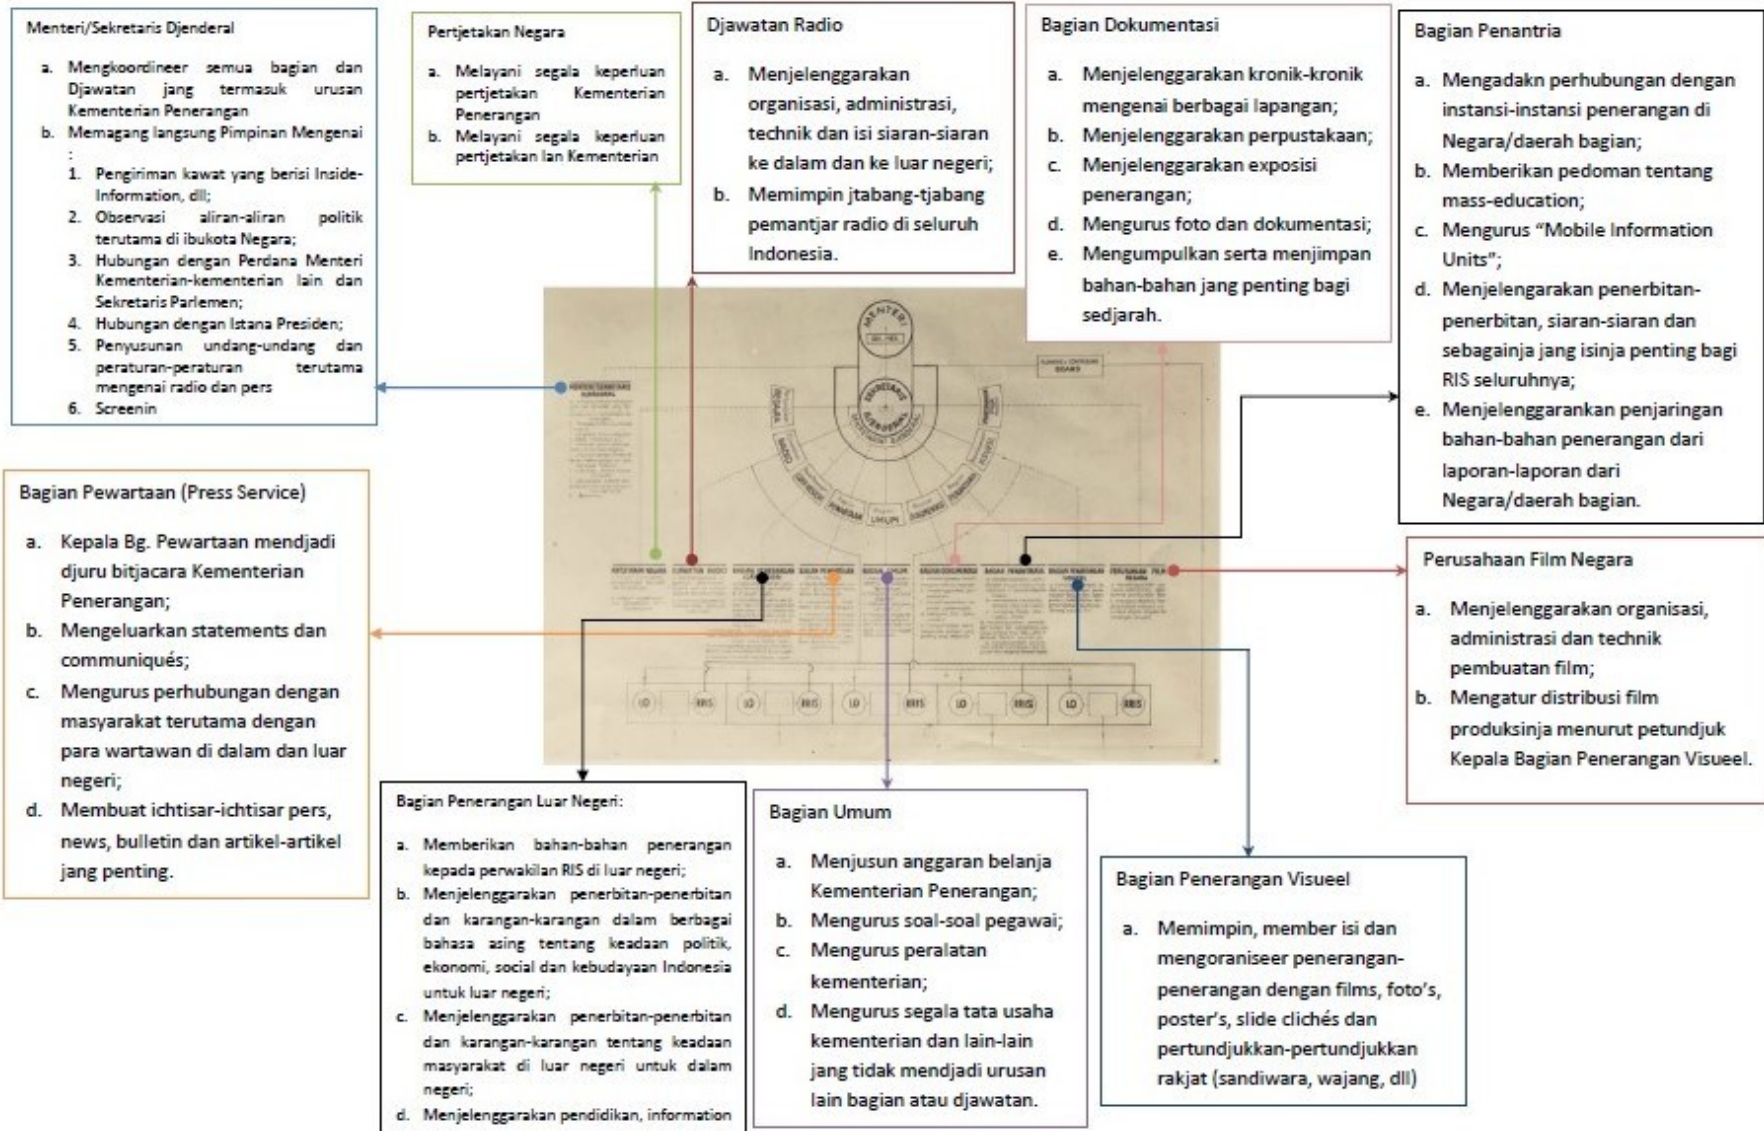 Menteri/Sekretaris Djenderal
a. Mengkoordineer semua bagian dan
Djawatan jang termasuk urusan
Kementerian Penerangan
b. Memagang langsung Pimpinan Mengenai
:
1. Pengiriman kawat yang berisi Inside-
Information, dll;
2. Observasi aliran-aliran politik
terutama di ibukota Negara;
3. Hubungan dengan Perdana Menteri
Kementerian-kementerian lain dan
Sekretaris Parlemen;
4. Hubungan dengan Istana Presiden;
5. Penyusunan undang-undang dan
peraturan-peraturan terutama
mengenai radio dan pers
6. Screenin
Pertjetakan Negara
a. Melayani segala keperluan
pertjetakan Kementerian
Penerangan
b. Melayani segala keperluan
pertjetakan lan Kementerian
Djawatan Radio
a. Menjelenggarakan
organisasi, administrasi,
technik dan isi siaran-siaran
ke dalam dan ke luar negeri;
b. Memimpin jtabang-tjabang
pemantjar radio di seluruh
Indonesia.
Bagian Dokumentasi
a. Menjelenggarakan kronik-kronik
mengenai berbagai lapangan;
b. Menjelenggarakan perpustakaan;
c. Menjelenggarakan exposisi
penerangan;
d. Mengurus foto dan dokumentasi;
e. Mengumpulkan serta menjimpan
bahan-bahan jang penting bagi
sedjarah.
Bagian Penantria
a. Mengadakn perhubungan dengan
instansi-instansi penerangan di
Negara/daerah bagian;
b. Memberikan pedoman tentang
mass-education;
c. Mengurus “Mobile Information
Units”;
d. Menjelengarakan penerbitan-
penerbitan, siaran-siaran dan
sebagainja jang isinja penting bagi
RIS seluruhnya;
e. Menjelenggarankan penjaringan
bahan-bahan penerangan dari
laporan-laporan dari
Negara/daerah bagian.
MENTERI
SEKRETARIS
DJENDERAL
UMUM
LO RRIS LO RRIS LO RRIS LO RRIS LO RRIS
Bagian Pewartaan (Press Service)
a. Kepala Bg. Pewartaan mendjadi
djuru bitjacara Kementerian
Penerangan;
b. Mengeluarkan statements dan
communiqués;
c. Mengurus perhubungan dengan
masyarakat terutama dengan
para wartawan di dalam dan luar
negeri;
d. Membuat ichtisar-ichtisar pers,
news, bulletin dan artikel-artikel
jang penting.
Bagian Penerangan Luar Negeri:
a. Memberikan bahan-bahan penerangan
kepada perwakilan RIS di luar negeri;
b. Menjelenggarakan penerbitan-penerbitan
dan karangan-karangan dalam berbagai
bahasa asing tentang keadaan politik,
ekonomi, social dan kebudayaan Indonesia
untuk luar negeri;
c. Menjelenggarakan penerbitan-penerbitan
dan karangan-karangan tentang keadaan
masyarakat di luar negeri untuk dalam
negeri;
d. Menjelenggarakan pendidikan, information
Bagian Umum
a. Menjusun anggaran belanja
Kementerian Penerangan;
b. Mengurus soal-soal pegawai;
c. Mengurus peralatan
kementerian;
d. Mengurus segala tata usaha
kementerian dan lain-lain
jang tidak mendjadi urusan
lain bagian atau djawatan.
Bagian Penerangan Visueel
a. Memimpin, member isi dan
mengoraniseer penerangan-
penerangan dengan films, foto’s,
poster’s, slide clichés dan
pertundjukkan-pertundjukkan
rakjat (sandiwara, wajang, dll)
Perusahaan Film Negara
a. Menjelenggarakan organisasi,
administrasi dan technik
pembuatan film;
b. Mengatur distribusi film
produksinja menurut petundjuk
Kepala Bagian Penerangan Visueel.